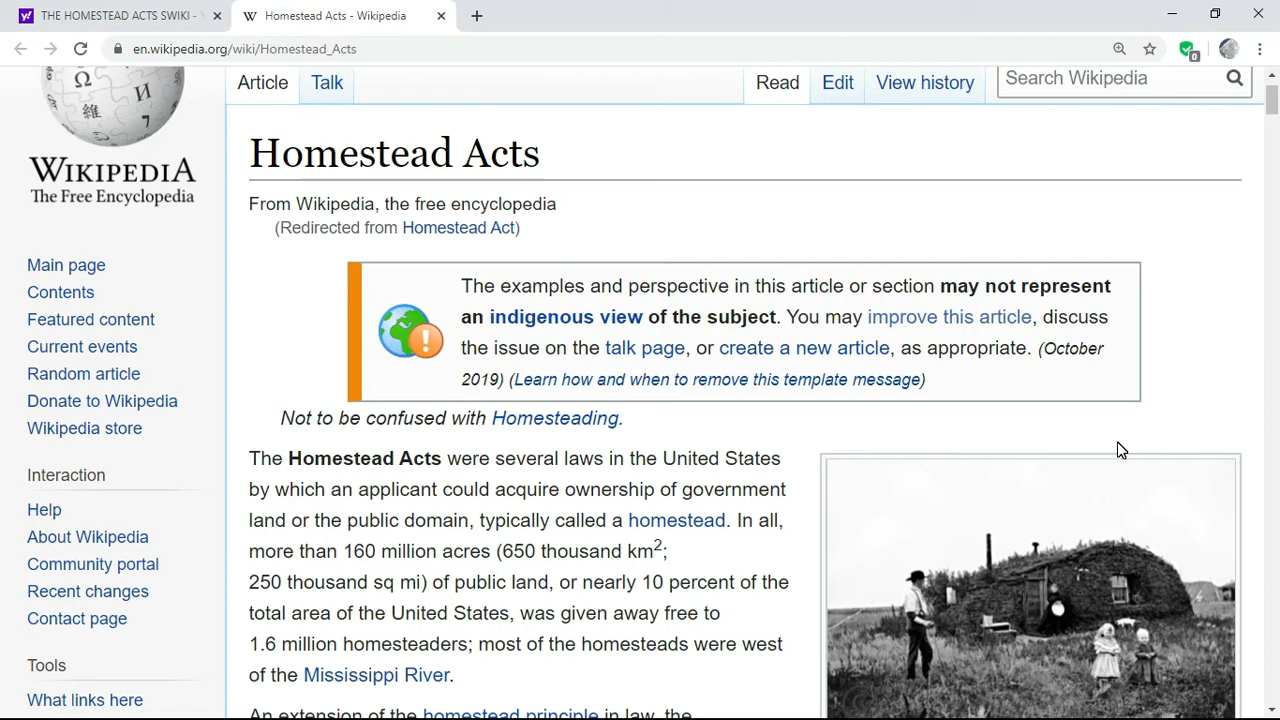 THE HOMESTEAD ACTS SWIKI -
Homestead Acts - Wikipedia
en.wikipedia.org/wiki/Homestead_Acts
0
Article Talk Read Edit View history Search Wikipedia
WIKIPEDIA
The Free Encyclopedia
Main page
Contents
Featured content
Current events
Random article
Donate to Wikipedia
Wikipedia store
Interaction
Help
About Wikipedia
Community portal
Recent changes
Contact page
Tools
What links here
Homestead Acts
From Wikipedia, the free encyclopedia
(Redirected from Homestead Act)
The examples and perspective in this article or section may not represent
an indigenous view of the subject. You may improve this article, discuss
the issue on the talk page, or create a new article, as appropriate. (October
2019) (Learn how and when to remove this template message)
Not to be confused with Homesteading.
The Homestead Acts were several laws in the United States
by which an applicant could acquire ownership of government
land or the public domain, typically called a homestead. In all,
more than 160 million acres (650 thousand km²;
250 thousand sq mi) of public land, or nearly 10 percent of the
total area of the United States, was given away free to
1.6 million homesteaders; most of the homesteads were west
of the Mississippi River.
An extension of the homestead principle in law, the